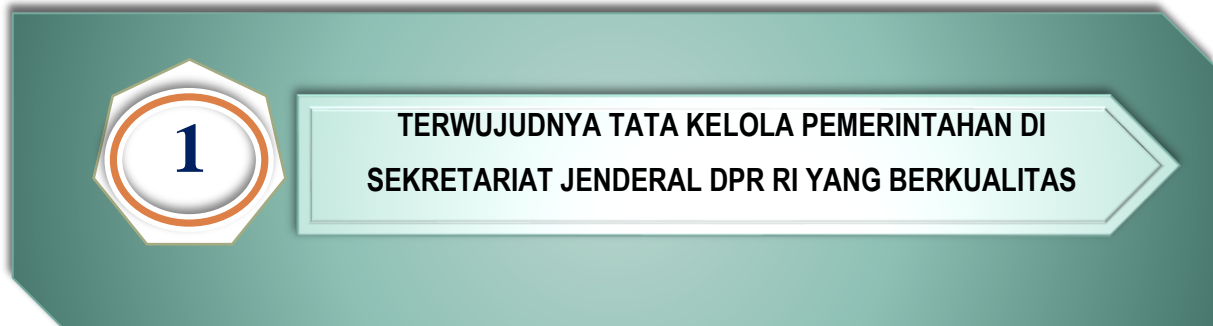 1
TERWUJUDNYA TATA KELOLA PEMERINTAHAN DI
SEKRETARIAT JENDERAL DPR RI YANG BERKUALITAS